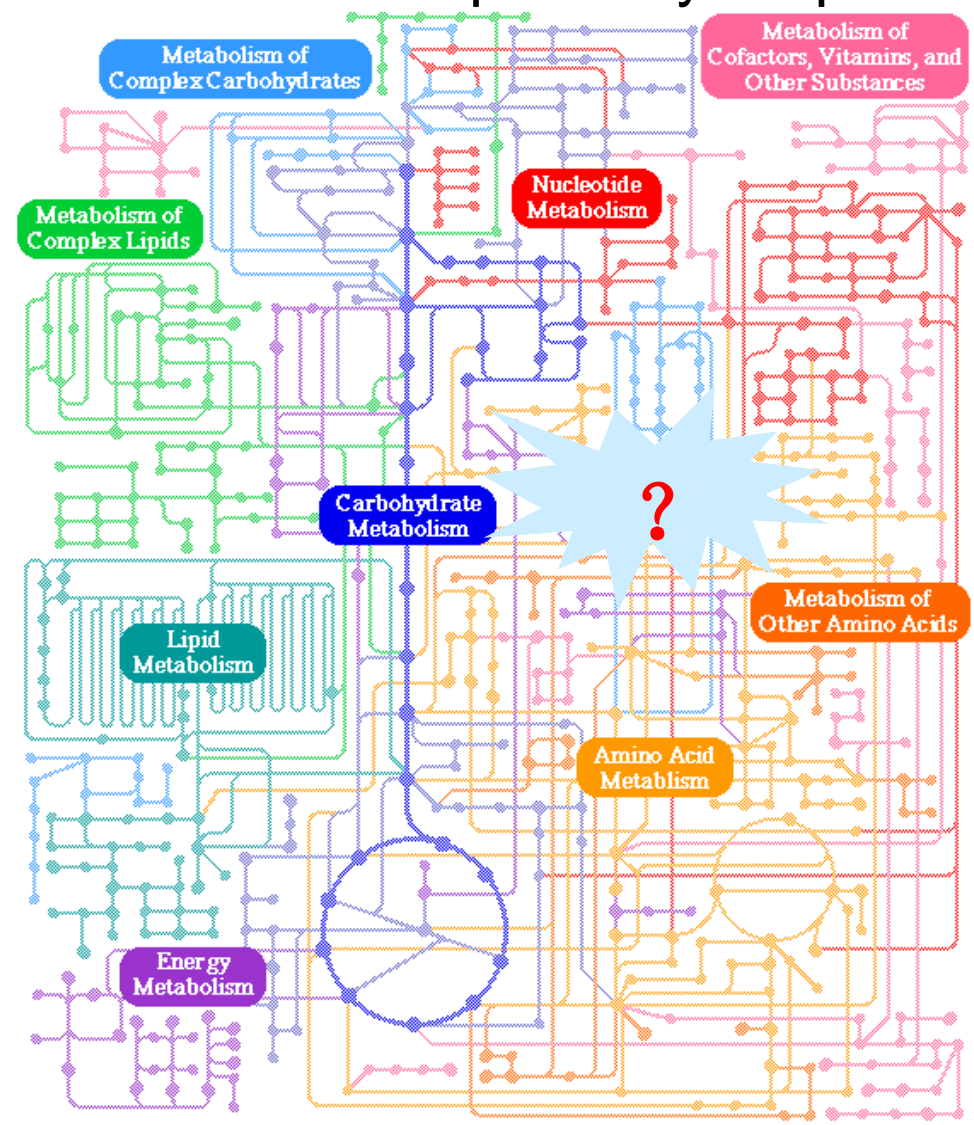 Metabolism of
Complex Carbohydrates
Metabolism of
Cofactors, Vitamins, and
Other Substances
Nucleotide
Metabolism
Metabolism of
Complex Lipids
Carbohydrate
Metabolism
?
Metabolism of
Other Amino Acids
Lipid
Metabolism
Amino Acid
Metablism
Energy
Metabolism